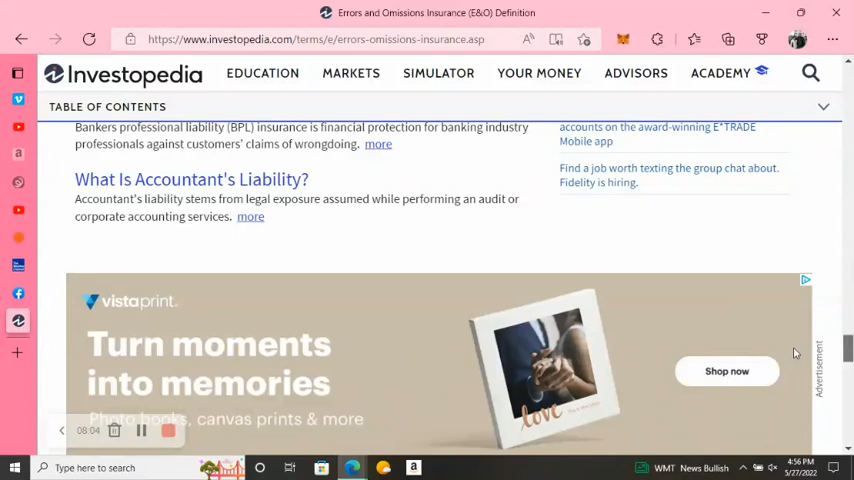 Errors and Omissions Insurance (E&O) Definition
https://www.investopedia.com/terms/e/errors-omissions-insurance.asp
Investopedia
EDUCATION MARKETS SIMULATOR YOUR MONEY ADVISORS ACADEMY
TABLE OF CONTENTS
Bankers professional liability (BPL) insurance is financial protection for banking industry
professionals against customers' claims of wrongdoing. more
What Is Accountant's Liability?
Accountant's liability stems from legal exposure assumed while performing an audit or
corporate accounting services. more
accounts on the award-winning E*TRADE
Mobile app
Find a job worth texting the group chat about.
Fidelity is hiring.
vistaprint.
Turn moments
into memories
Photo books, canvas prints & more
love
Shop now
Advertisement
08:04
Type here to search
WMT News Bullish
4:56 PM
5/27/2022